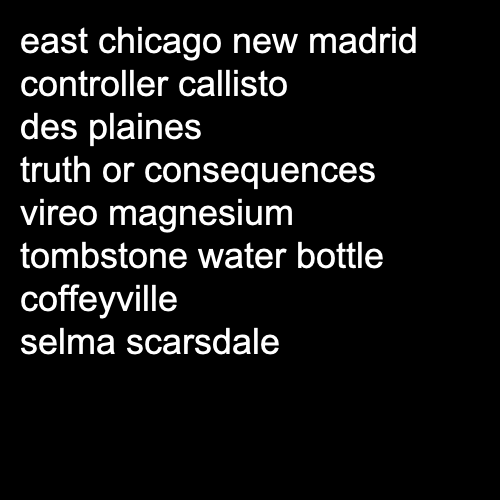 east chicago new madrid
controller callisto
des plaines
truth or consequences
vireo magnesium
tombstone water bottle
coffeyville
selma scarsdale